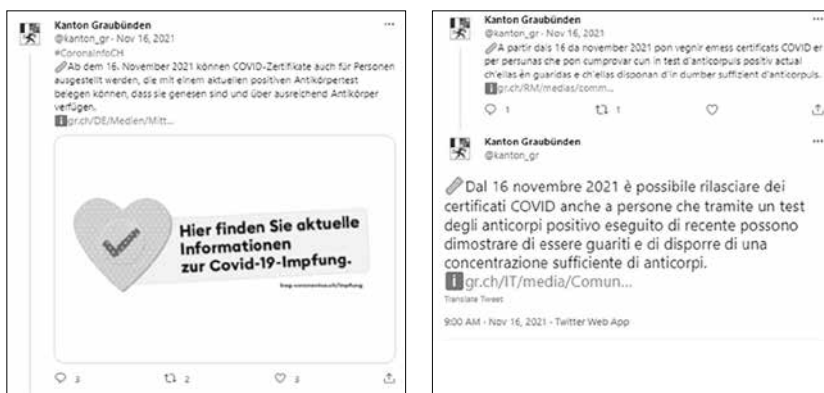 Kanton Graubünden
@kanton_gr · Nov 16, 2021
#CoronaInfoCH
Ab dem 16. November 2021 können COVID-Zertifikate auch für Personen
ausgestellt werden, die mit einem aktuellen positiven Antikörpertest
belegen können, dass sie genesen sind und über ausreichend Antikörper
verfügen.
gr.ch/DE/Medien/Mitt...
Hier finden Sie aktuelle
Informationen
zur Covid-19-Impfung.
bag-coronavirus.ch/impfung
3 2 3
Kanton Graubünden
@kanton_gr · Nov 16, 2021
A partir dals 16 da november 2021 pon vegnir emess certificats COVID er
per persunas che pon cumprovar cun in test d'anticorpuls positiv actual
ch'ellas èn guaridas e ch'ellas disponan d'in dumber suffizient d'anticorpuls.
gr.ch/RM/medias/comm...
1 1
Kanton Graubünden
@kanton_gr
Dal 16 novembre 2021 è possibile rilasciare dei
certificati COVID anche a persone che tramite un test
degli anticorpi positivo eseguito di recente possono
dimostrare di essere guariti e di disporre di una
concentrazione sufficiente di anticorpi.
gr.ch/IT/media/Comun...
Translate Tweet
9:00 AM · Nov 16, 2021 · Twitter Web App